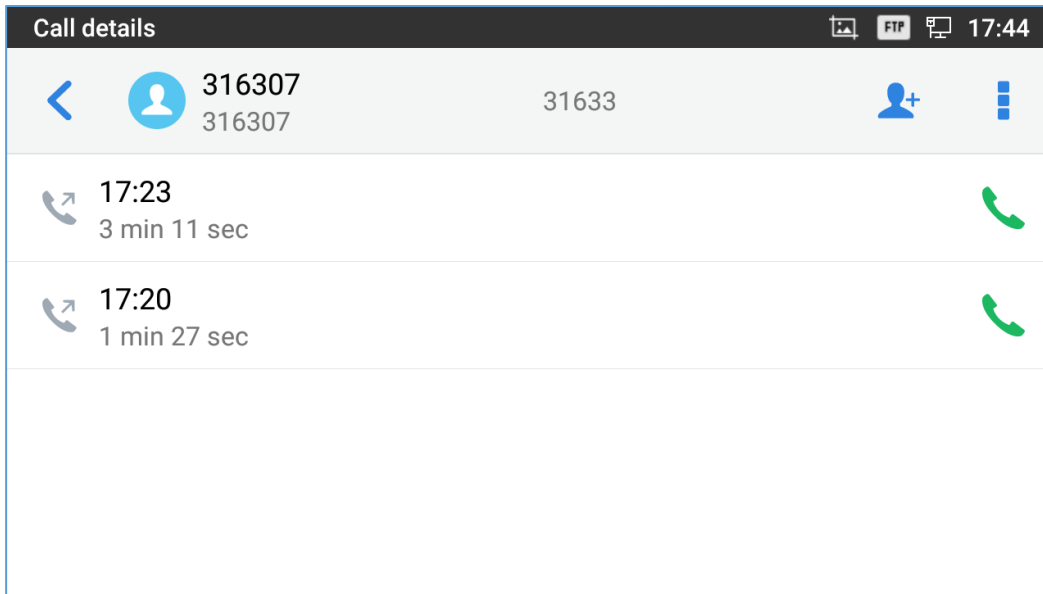 Call details FTP 17:44
316307
316307
31633
17:23
3 min 11 sec
17:20
1 min 27 sec